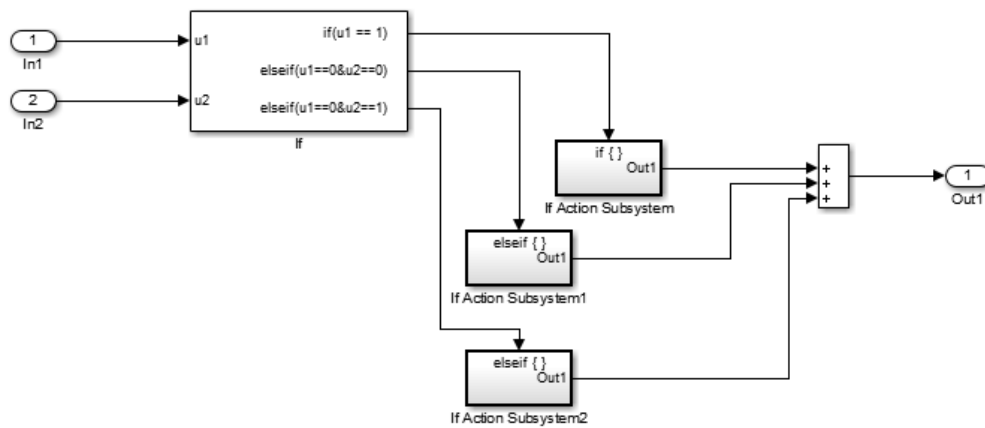 1
In1
2
In2
u1
u2
if(u1 == 1)
elseif(u1==0&u2==0)
elseif(u1==0&u2==1)
If
if { }
Out1
If Action Subsystem
elseif { }
Out1
If Action Subsystem1
elseif { }
Out1
If Action Subsystem2
+
+
+
1
Out1